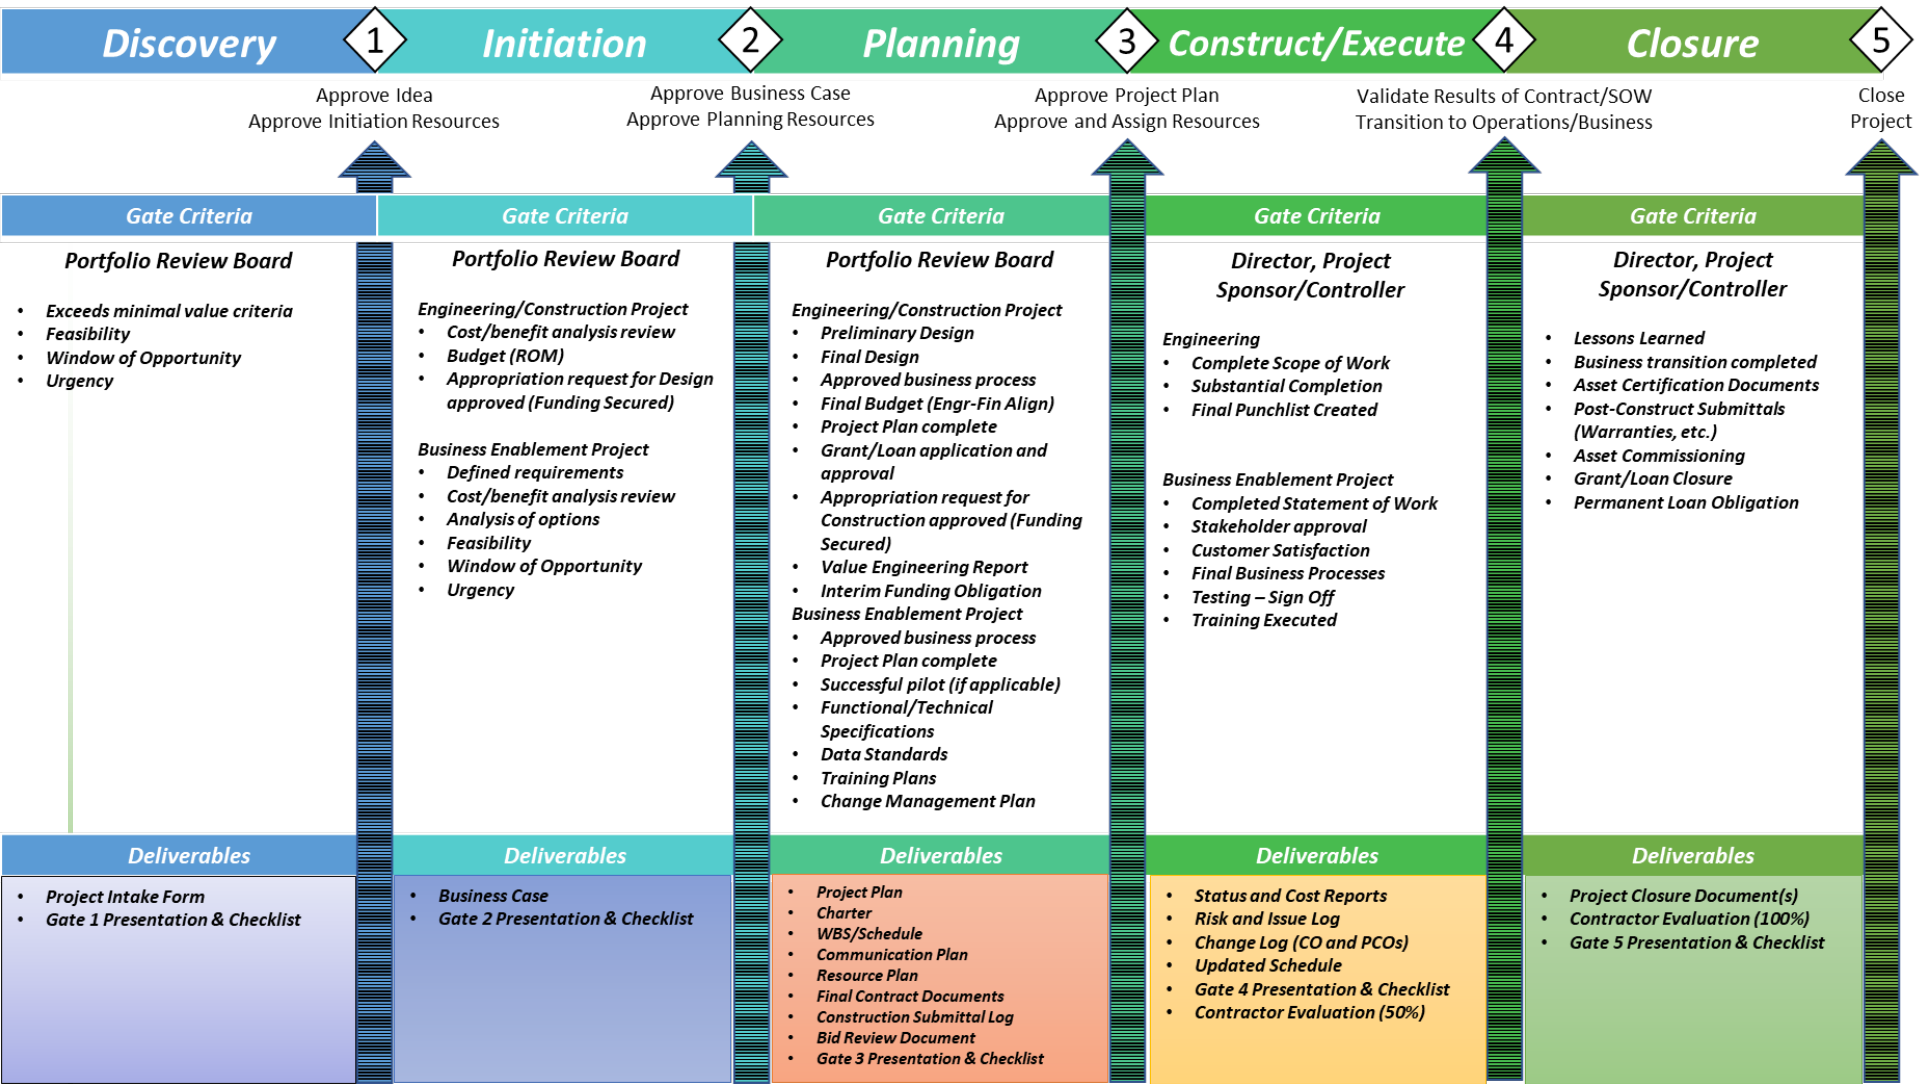 Discovery
1
Initiation
2
Planning
3
Construct/Execute
4
Closure
5
Approve Idea
Approve Initiation Resources
Approve Business Case
Approve Planning Resources
Approve Project Plan
Approve and Assign Resources
Validate Results of Contract/SOW
Transition to Operations/Business
Close
Project
Gate Criteria
Gate Criteria
Gate Criteria
Gate Criteria
Gate Criteria
Portfolio Review Board
• Exceeds minimal value criteria
• Feasibility
• Window of Opportunity
• Urgency
Portfolio Review Board
Engineering/Construction Project
• Cost/benefit analysis review
• Budget (ROM)
• Appropriation request for Design
approved (Funding Secured)
Business Enablement Project
• Defined requirements
• Cost/benefit analysis review
• Analysis of options
• Feasibility
• Window of Opportunity
• Urgency
Portfolio Review Board
Engineering/Construction Project
• Preliminary Design
• Final Design
• Approved business process
• Final Budget (Engr-Fin Align)
• Project Plan complete
• Grant/Loan application and
approval
• Appropriation request for
Construction approved (Funding
Secured)
• Value Engineering Report
• Interim Funding Obligation
Business Enablement Project
• Approved business process
• Project Plan complete
• Successful pilot (if applicable)
• Functional/Technical
Specifications
• Data Standards
• Training Plans
• Change Management Plan
Director, Project
Sponsor/Controller
Engineering
• Complete Scope of Work
• Substantial Completion
• Final Punchlist Created
Business Enablement Project
• Completed Statement of Work
• Stakeholder approval
• Customer Satisfaction
• Final Business Processes
• Testing – Sign Off
• Training Executed
Director, Project
Sponsor/Controller
• Lessons Learned
• Business transition completed
• Asset Certification Documents
• Post-Construct Submittals
(Warranties, etc.)
• Asset Commissioning
• Grant/Loan Closure
• Permanent Loan Obligation
Deliverables
Deliverables
Deliverables
Deliverables
Deliverables
• Project Intake Form
• Gate 1 Presentation & Checklist
• Business Case
• Gate 2 Presentation & Checklist
• Project Plan
• Charter
• WBS/Schedule
• Communication Plan
• Resource Plan
• Final Contract Documents
• Construction Submittal Log
• Bid Review Document
• Gate 3 Presentation & Checklist
• Status and Cost Reports
• Risk and Issue Log
• Change Log (CO and PCOs)
• Updated Schedule
• Gate 4 Presentation & Checklist
• Contractor Evaluation (50%)
• Project Closure Document(s)
• Contractor Evaluation (100%)
• Gate 5 Presentation & Checklist